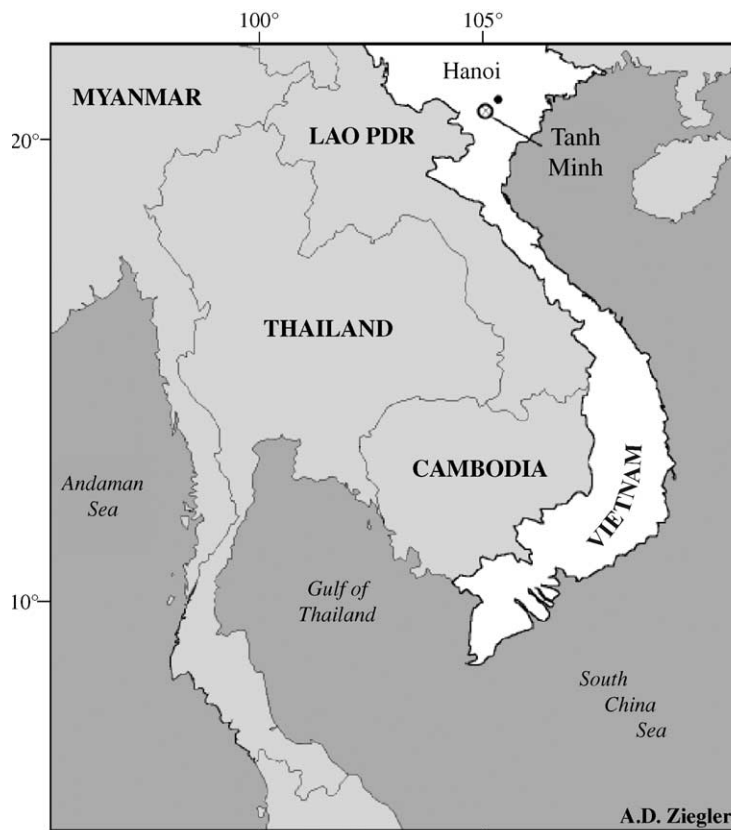 100°
105°
Hanoi
MYANMAR
20°
LAO PDR
Tanh
Minh
THAILAND
CAMBODIA
Andaman
Sea
VIETNAM
Gulf of
Thailand
10°
South
China
Sea
A.D. Ziegler